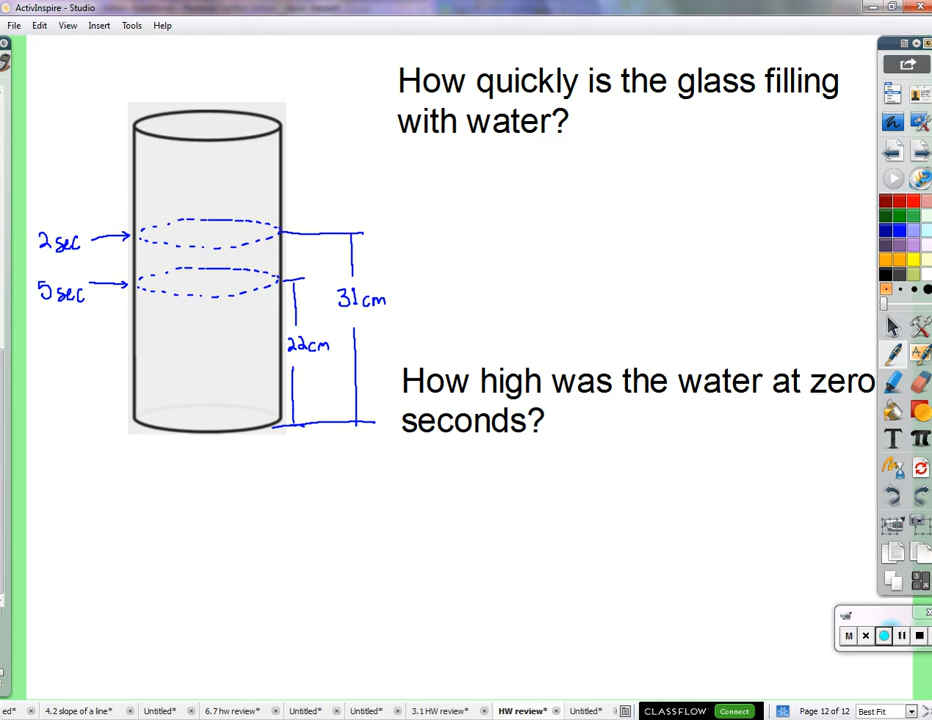 ActivInspire - Studio
File Edit View Insert Tools Help
How quickly is the glass filling
with water?
2 sec
5 sec
31cm
22cm
How high was the water at zero
seconds?
M
ed* 4.2 slope of a line* Untitled* 6.7 hw review* Untitled* Untitled* 3.1 HW review* HW review* Untitled* CLASSFLOW Connect Page 12 of 12 Best Fit